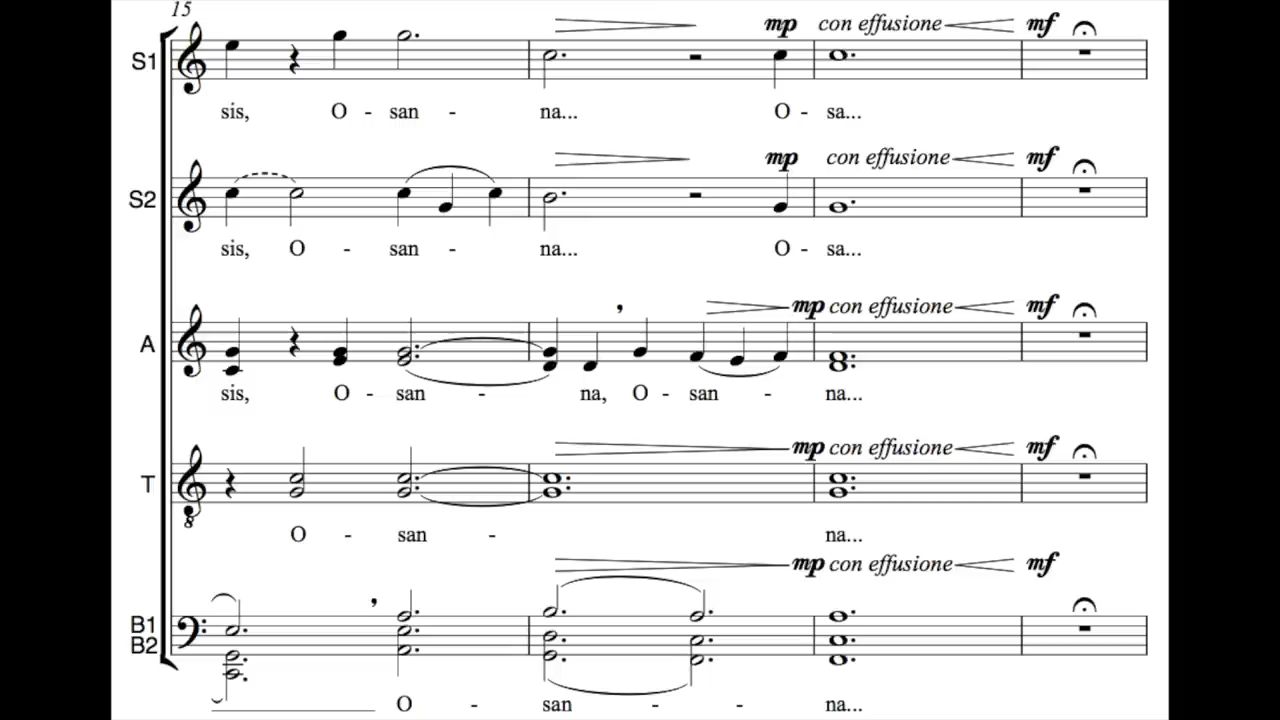 15
mp con effusione mf
S1
sis, O - san - na... O - sa...
mp con effusione mf
S2
sis, O - san - na... O - sa...
mp con effusione mf
A
sis, O - san - na, O - san - na...
mp con effusione mf
T
O - san - na...
mp con effusione mf
B1
B2
O - san - - na...